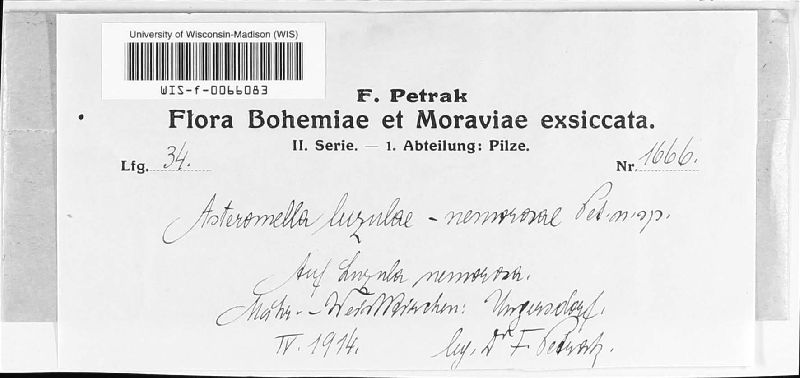 University of Wisconsin-Madison (WIS)
WIS-f-0066083
F. Petrak
Flora Bohemiae et Moraviae exsiccata.
II. Serie. — 1. Abteilung: Pilze.
Lfg. 34. Nr. 1666.
Asteromella luzulae - nemorosae Pet. n. sp.
Auf Luzula nemorosa.
Mähr.-Weisskirchen: Ungersdorf.
IV. 1914. leg. Dr F. Petrak.